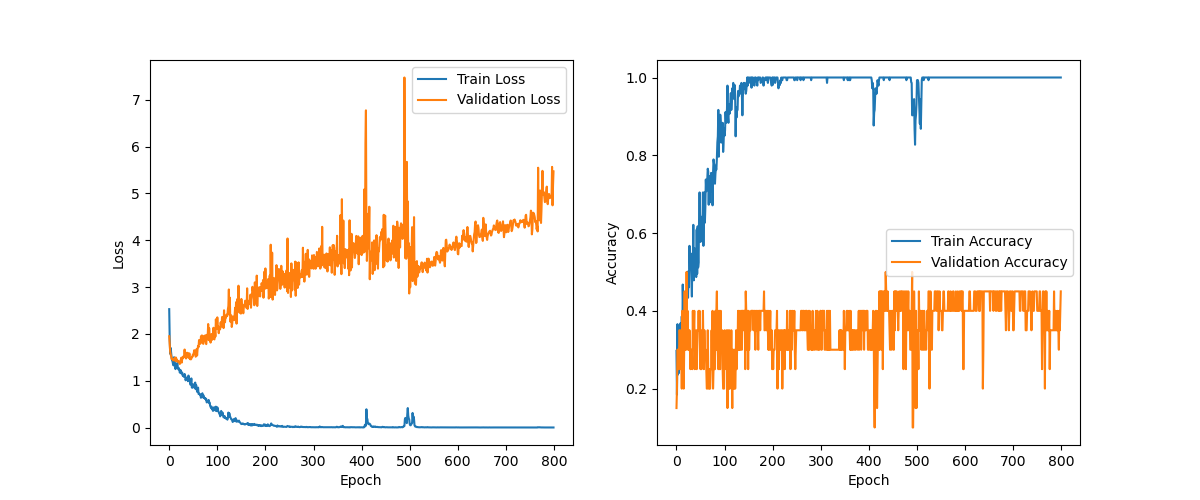 Train Loss
Validation Loss
7
6
5
4
3
2
1
0
Loss
0 100 200 300 400 500 600 700 800
Epoch
Train Accuracy
Validation Accuracy
1.0
0.8
0.6
0.4
0.2
Accuracy
0 100 200 300 400 500 600 700 800
Epoch